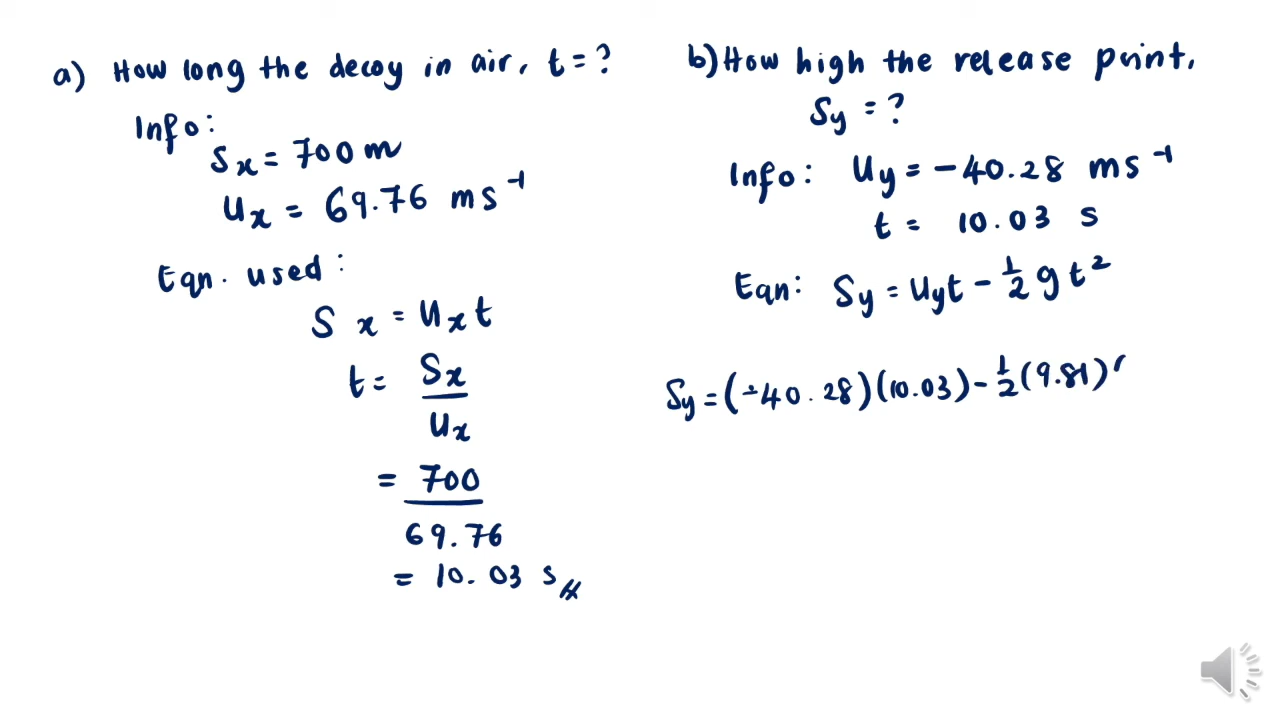 a) How long the decoy in air, t = ?
Info:
Sx = 700 m
Ux = 69.76 ms⁻¹
Eqn. used:
Sx = Uxt
t = Sx
Ux
= 700
69.76
= 10.03 s
b) How high the release point,
Sy = ?
Info: Uy = -40.28 ms⁻¹
t = 10.03 s
Eqn: Sy = Uyt - 1/2 gt²
Sy = (-40.28)(10.03) - 1/2 (9.81)(